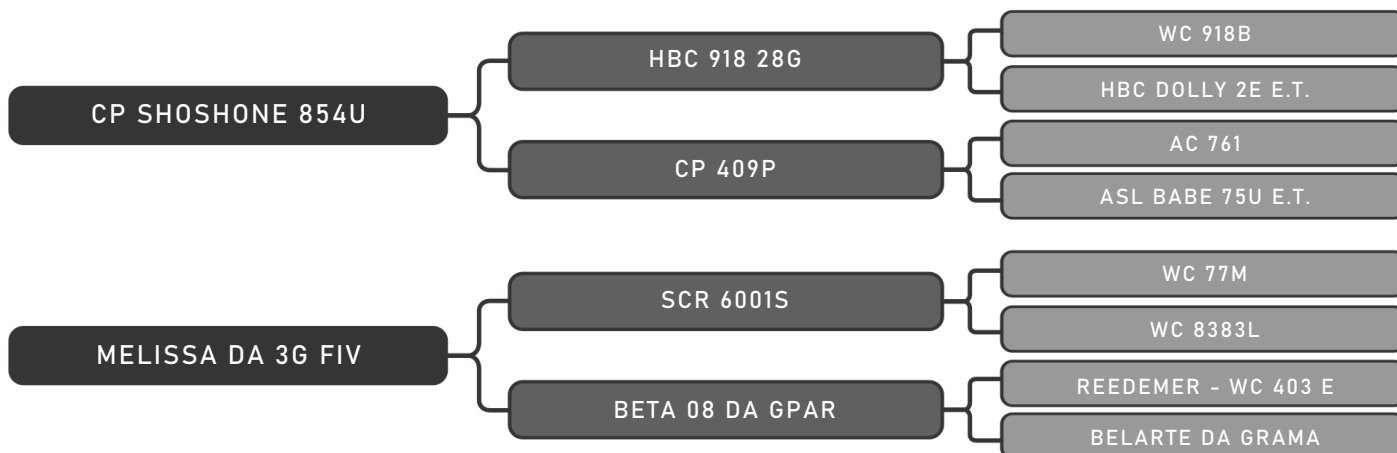 CP SHOSHONE 854U
HBC 918 28G
WC 918B
HBC DOLLY 2E E.T.
CP 409P
AC 761
ASL BABE 75U E.T.
MELISSA DA 3G FIV
SCR 6001S
WC 77M
WC 8383L
BETA 08 DA GPAR
REEDEMER - WC 403 E
BELARTE DA GRAMA